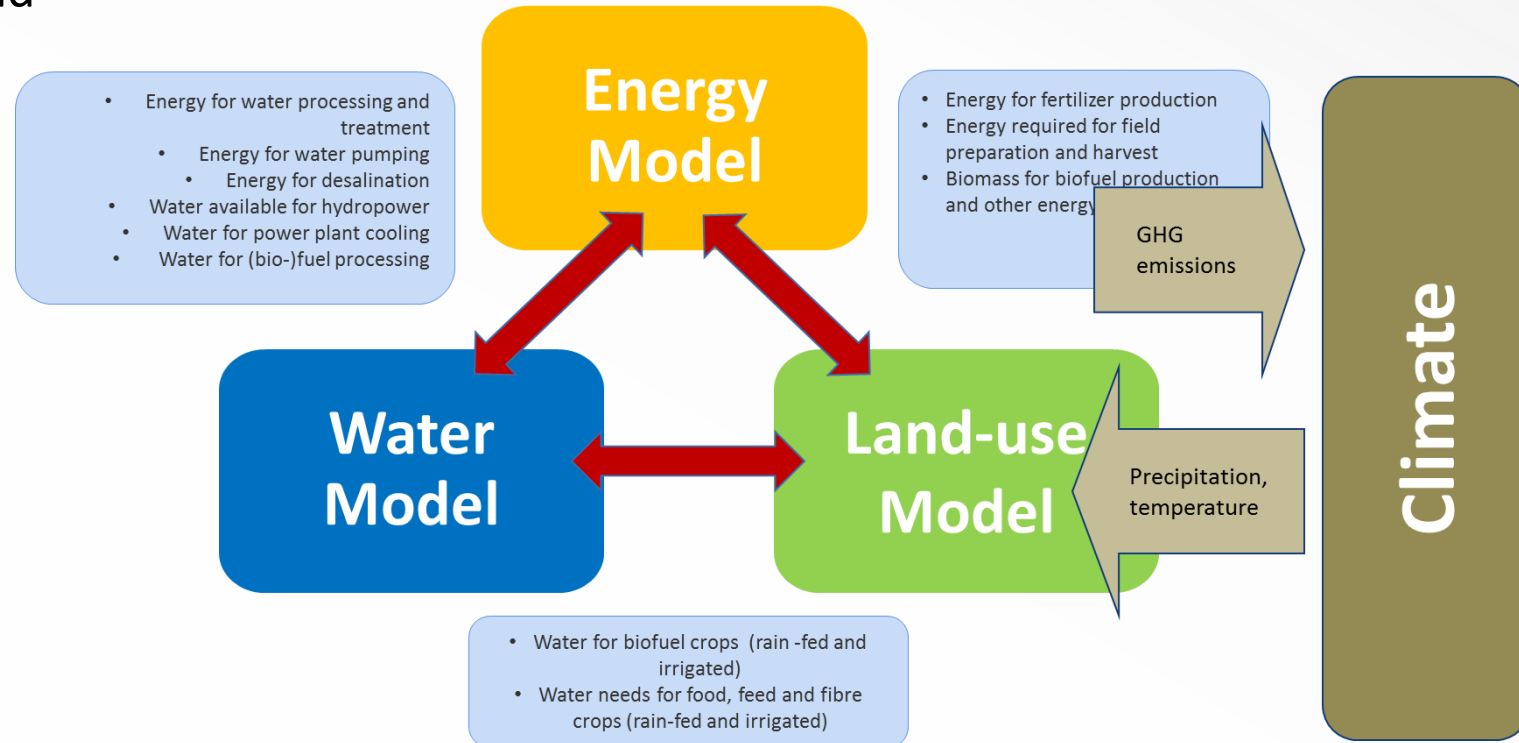 Energy
Model
• Energy for water processing and
treatment
• Energy for water pumping
• Energy for desalination
• Water available for hydropower
• Water for power plant cooling
• Water for (bio-)fuel processing
• Energy for fertilizer production
• Energy required for field
preparation and harvest
• Biomass for biofuel production
and other energy
GHG
emissions
Water
Model
Land-use
Model
Precipitation,
temperature
Climate
• Water for biofuel crops (rain -fed and
irrigated)
• Water needs for food, feed and fibre
crops (rain-fed and irrigated)